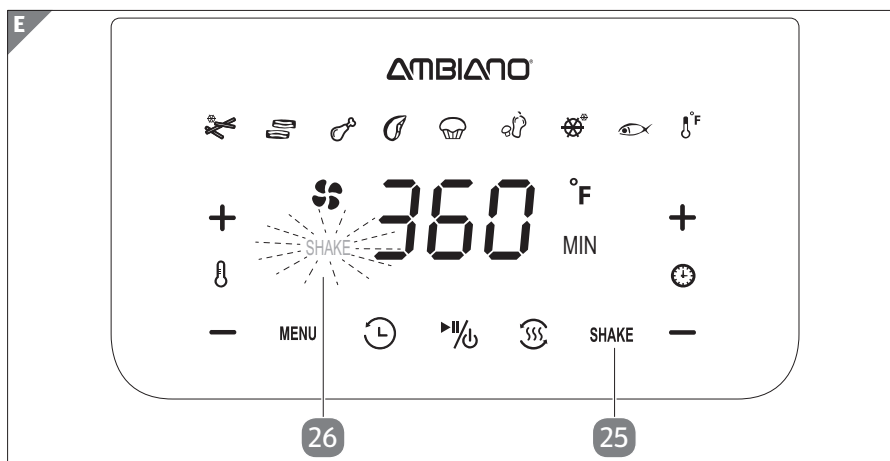 E
AMBIANO
°F
360 °F
SHAKE
MIN
MENU
SHAKE
26
25